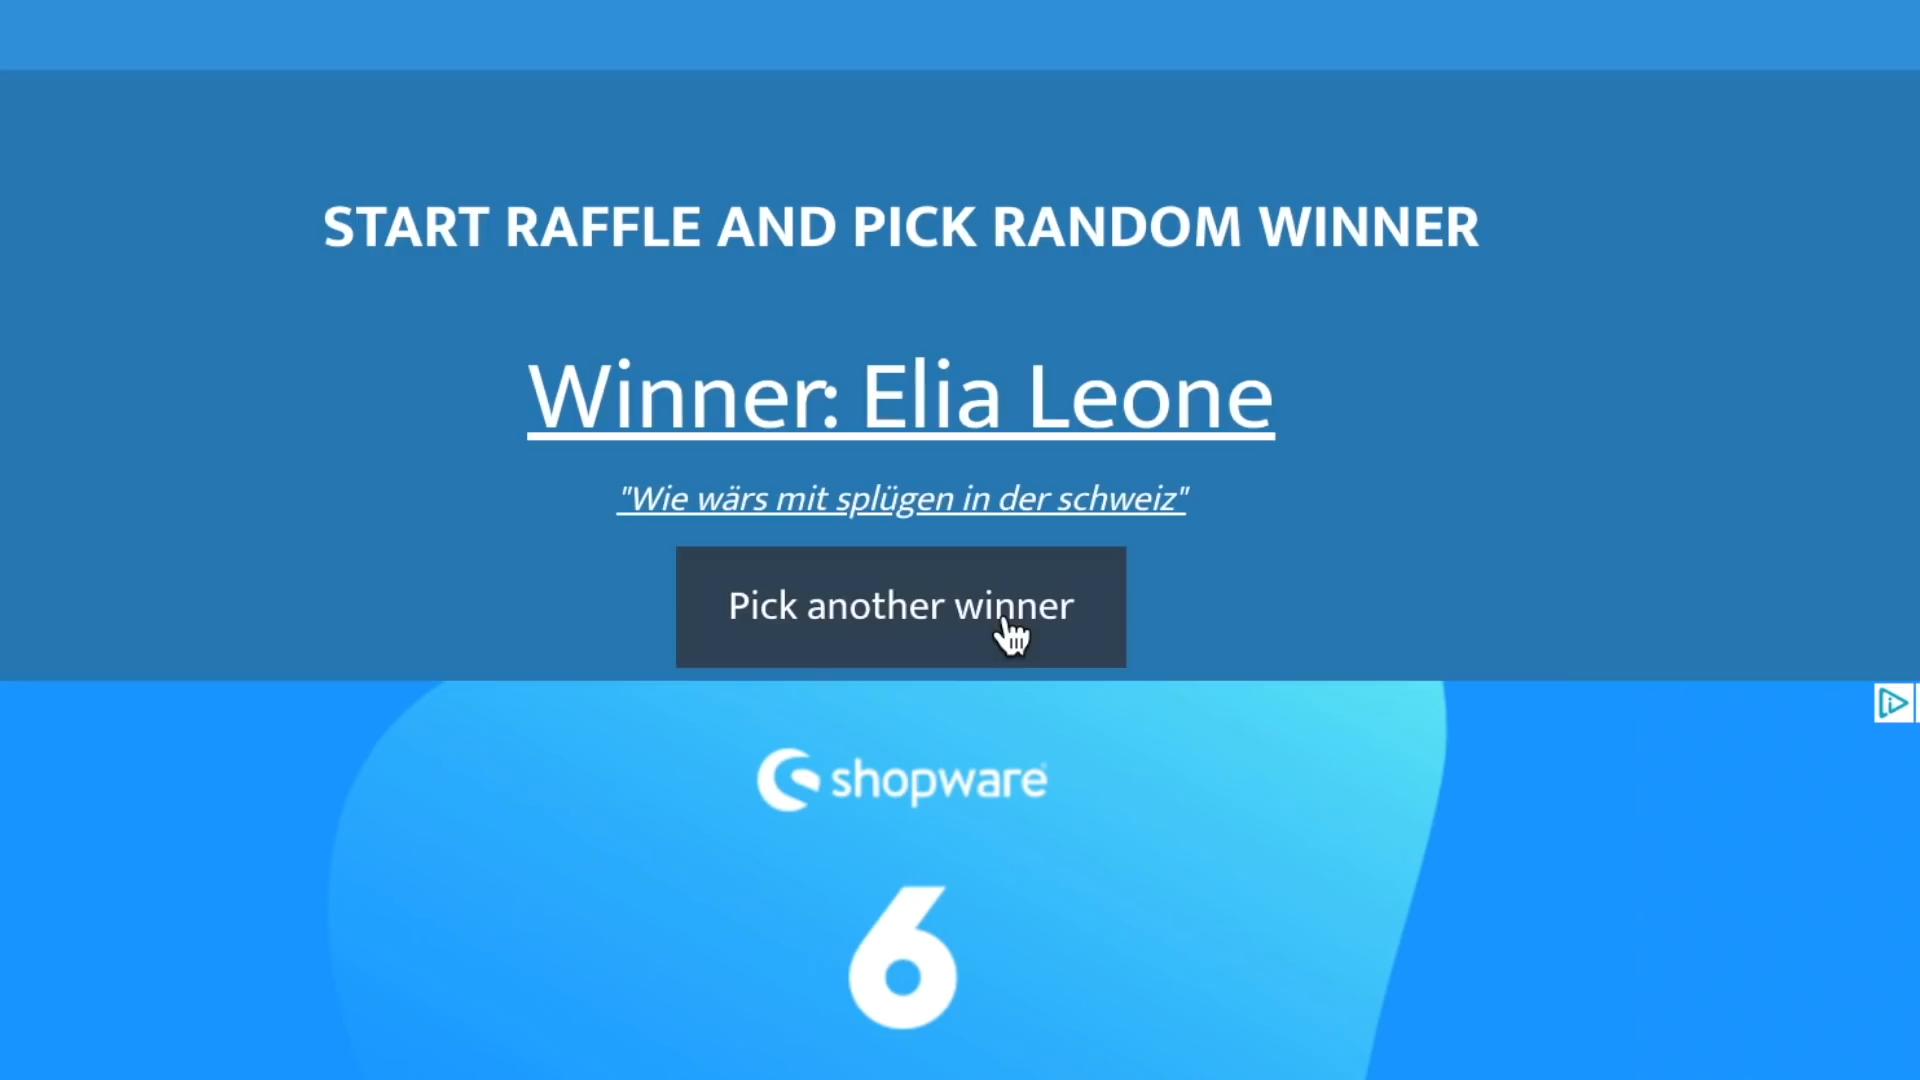 START RAFFLE AND PICK RANDOM WINNER
Winner: Elia Leone
"Wie wärs mit splügen in der schweiz"
Pick another winner
shopware
6